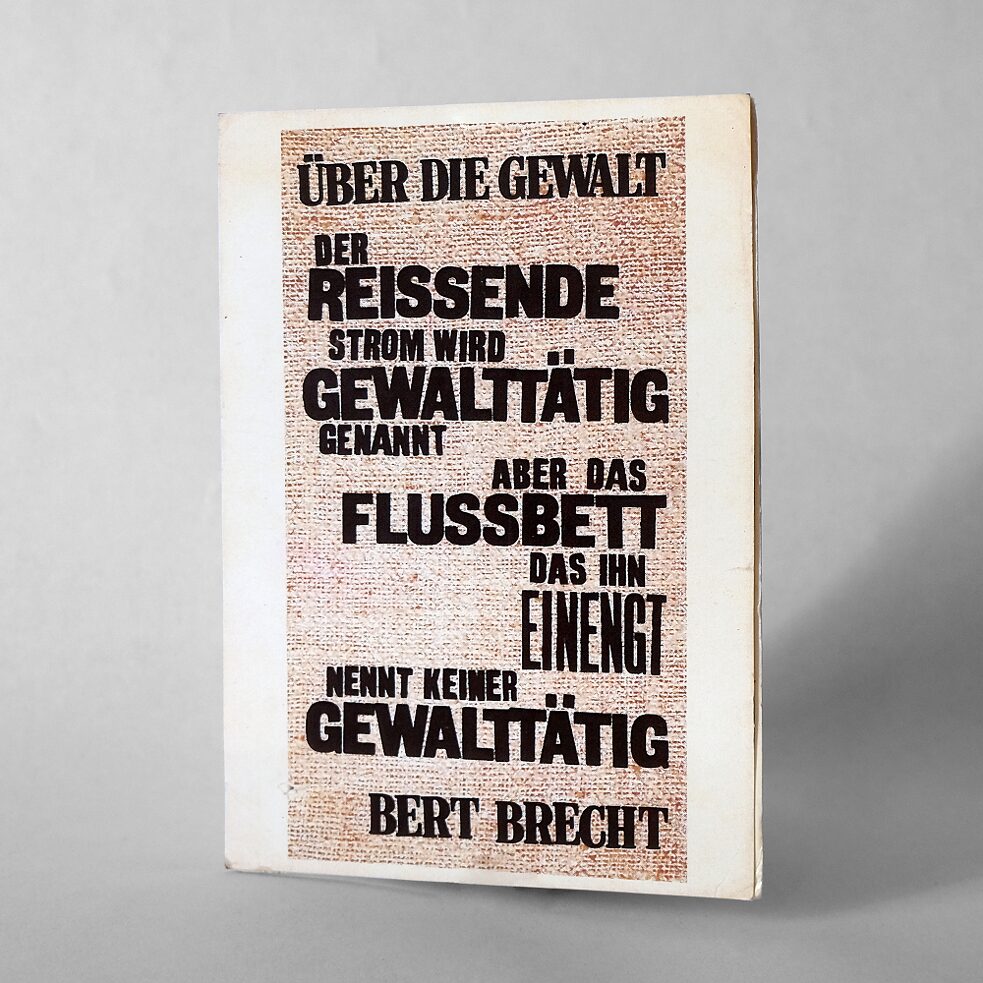 ÜBER DIE GEWALT
DER
REISSENDE
STROM WIRD
GEWALTTÄTIG
GENANNT
ABER DAS
FLUSSBETT
DAS IHN
EINENGT
NENNT KEINER
GEWALTTÄTIG
BERT BRECHT